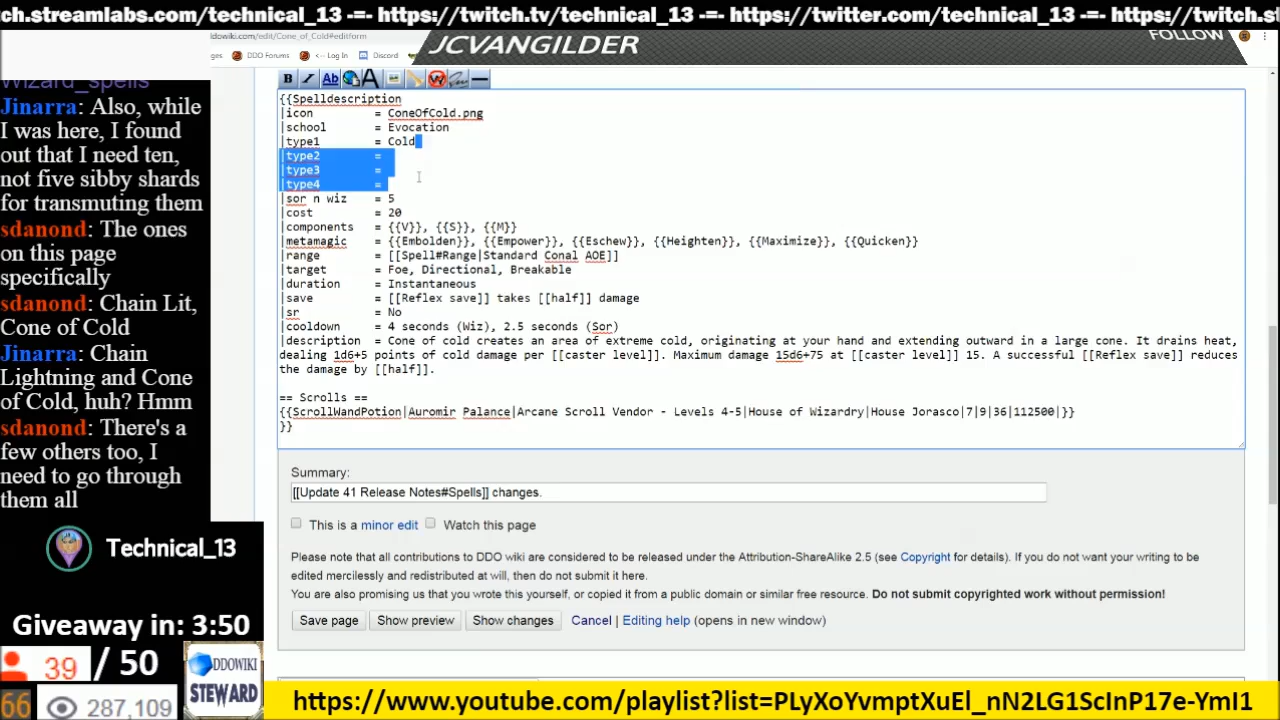 ch.streamlabs.com/technical_13 -=- https://twitch.tv/technical_13 -=- https://twitter.com/technical_13 -=- https://twitch.st
domwiki.com/edit/Cone_of_Cold#editform
JCVANGILDER
FOLLOW
ges DDO Forums <-- Log In Discord
Wizard_spells
Jinarra: Also, while
I was here, I found
out that I need ten,
not five sibby shards
for transmuting them
sdanond: The ones
on this page
specifically
sdanond: Chain Lit,
Cone of Cold
Jinarra: Chain
Lightning and Cone
of Cold, huh? Hmm
sdanond: There's a
few others too, I
need to go through
them all
B I Ab A W
{{Spelldescription
|icon = ConeOfCold.png
|school = Evocation
|type1 = Cold
|type2 =
|type3 =
|type4 =
|sor n wiz = 5
|cost = 20
|components = {{V}}, {{S}}, {{M}}
|metamagic = {{Embolden}}, {{Empower}}, {{Eschew}}, {{Heighten}}, {{Maximize}}, {{Quicken}}
|range = [[Spell#Range|Standard Conal AOE]]
|target = Foe, Directional, Breakable
|duration = Instantaneous
|save = [[Reflex save]] takes [[half]] damage
|sr = No
|cooldown = 4 seconds (Wiz), 2.5 seconds (Sor)
|description = Cone of cold creates an area of extreme cold, originating at your hand and extending outward in a large cone. It drains heat,
dealing 1d6+5 points of cold damage per [[caster level]]. Maximum damage 15d6+75 at [[caster level]] 15. A successful [[Reflex save]] reduces
the damage by [[half]].
== Scrolls ==
{{ScrollWandPotion|Auromir Palance|Arcane Scroll Vendor - Levels 4-5|House of Wizardry|House Jorasco|7|9|36|112500|}}
}}
Summary:
[[Update 41 Release Notes#Spells]] changes.
This is a minor edit Watch this page
Please note that all contributions to DDO wiki are considered to be released under the Attribution-ShareAlike 2.5 (see Copyright for details). If you do not want your writing to be
edited mercilessly and redistributed at will, then do not submit it here.
You are also promising us that you wrote this yourself, or copied it from a public domain or similar free resource. Do not submit copyrighted work without permission!
Save page Show preview Show changes Cancel | Editing help (opens in new window)
Technical_13
Giveaway in: 3:50
39 / 50
66 287,109
DDOWIKI
STEWARD
https://www.youtube.com/playlist?list=PLyXoYvmptXuEl_nN2LG1ScInP17e-YmI1